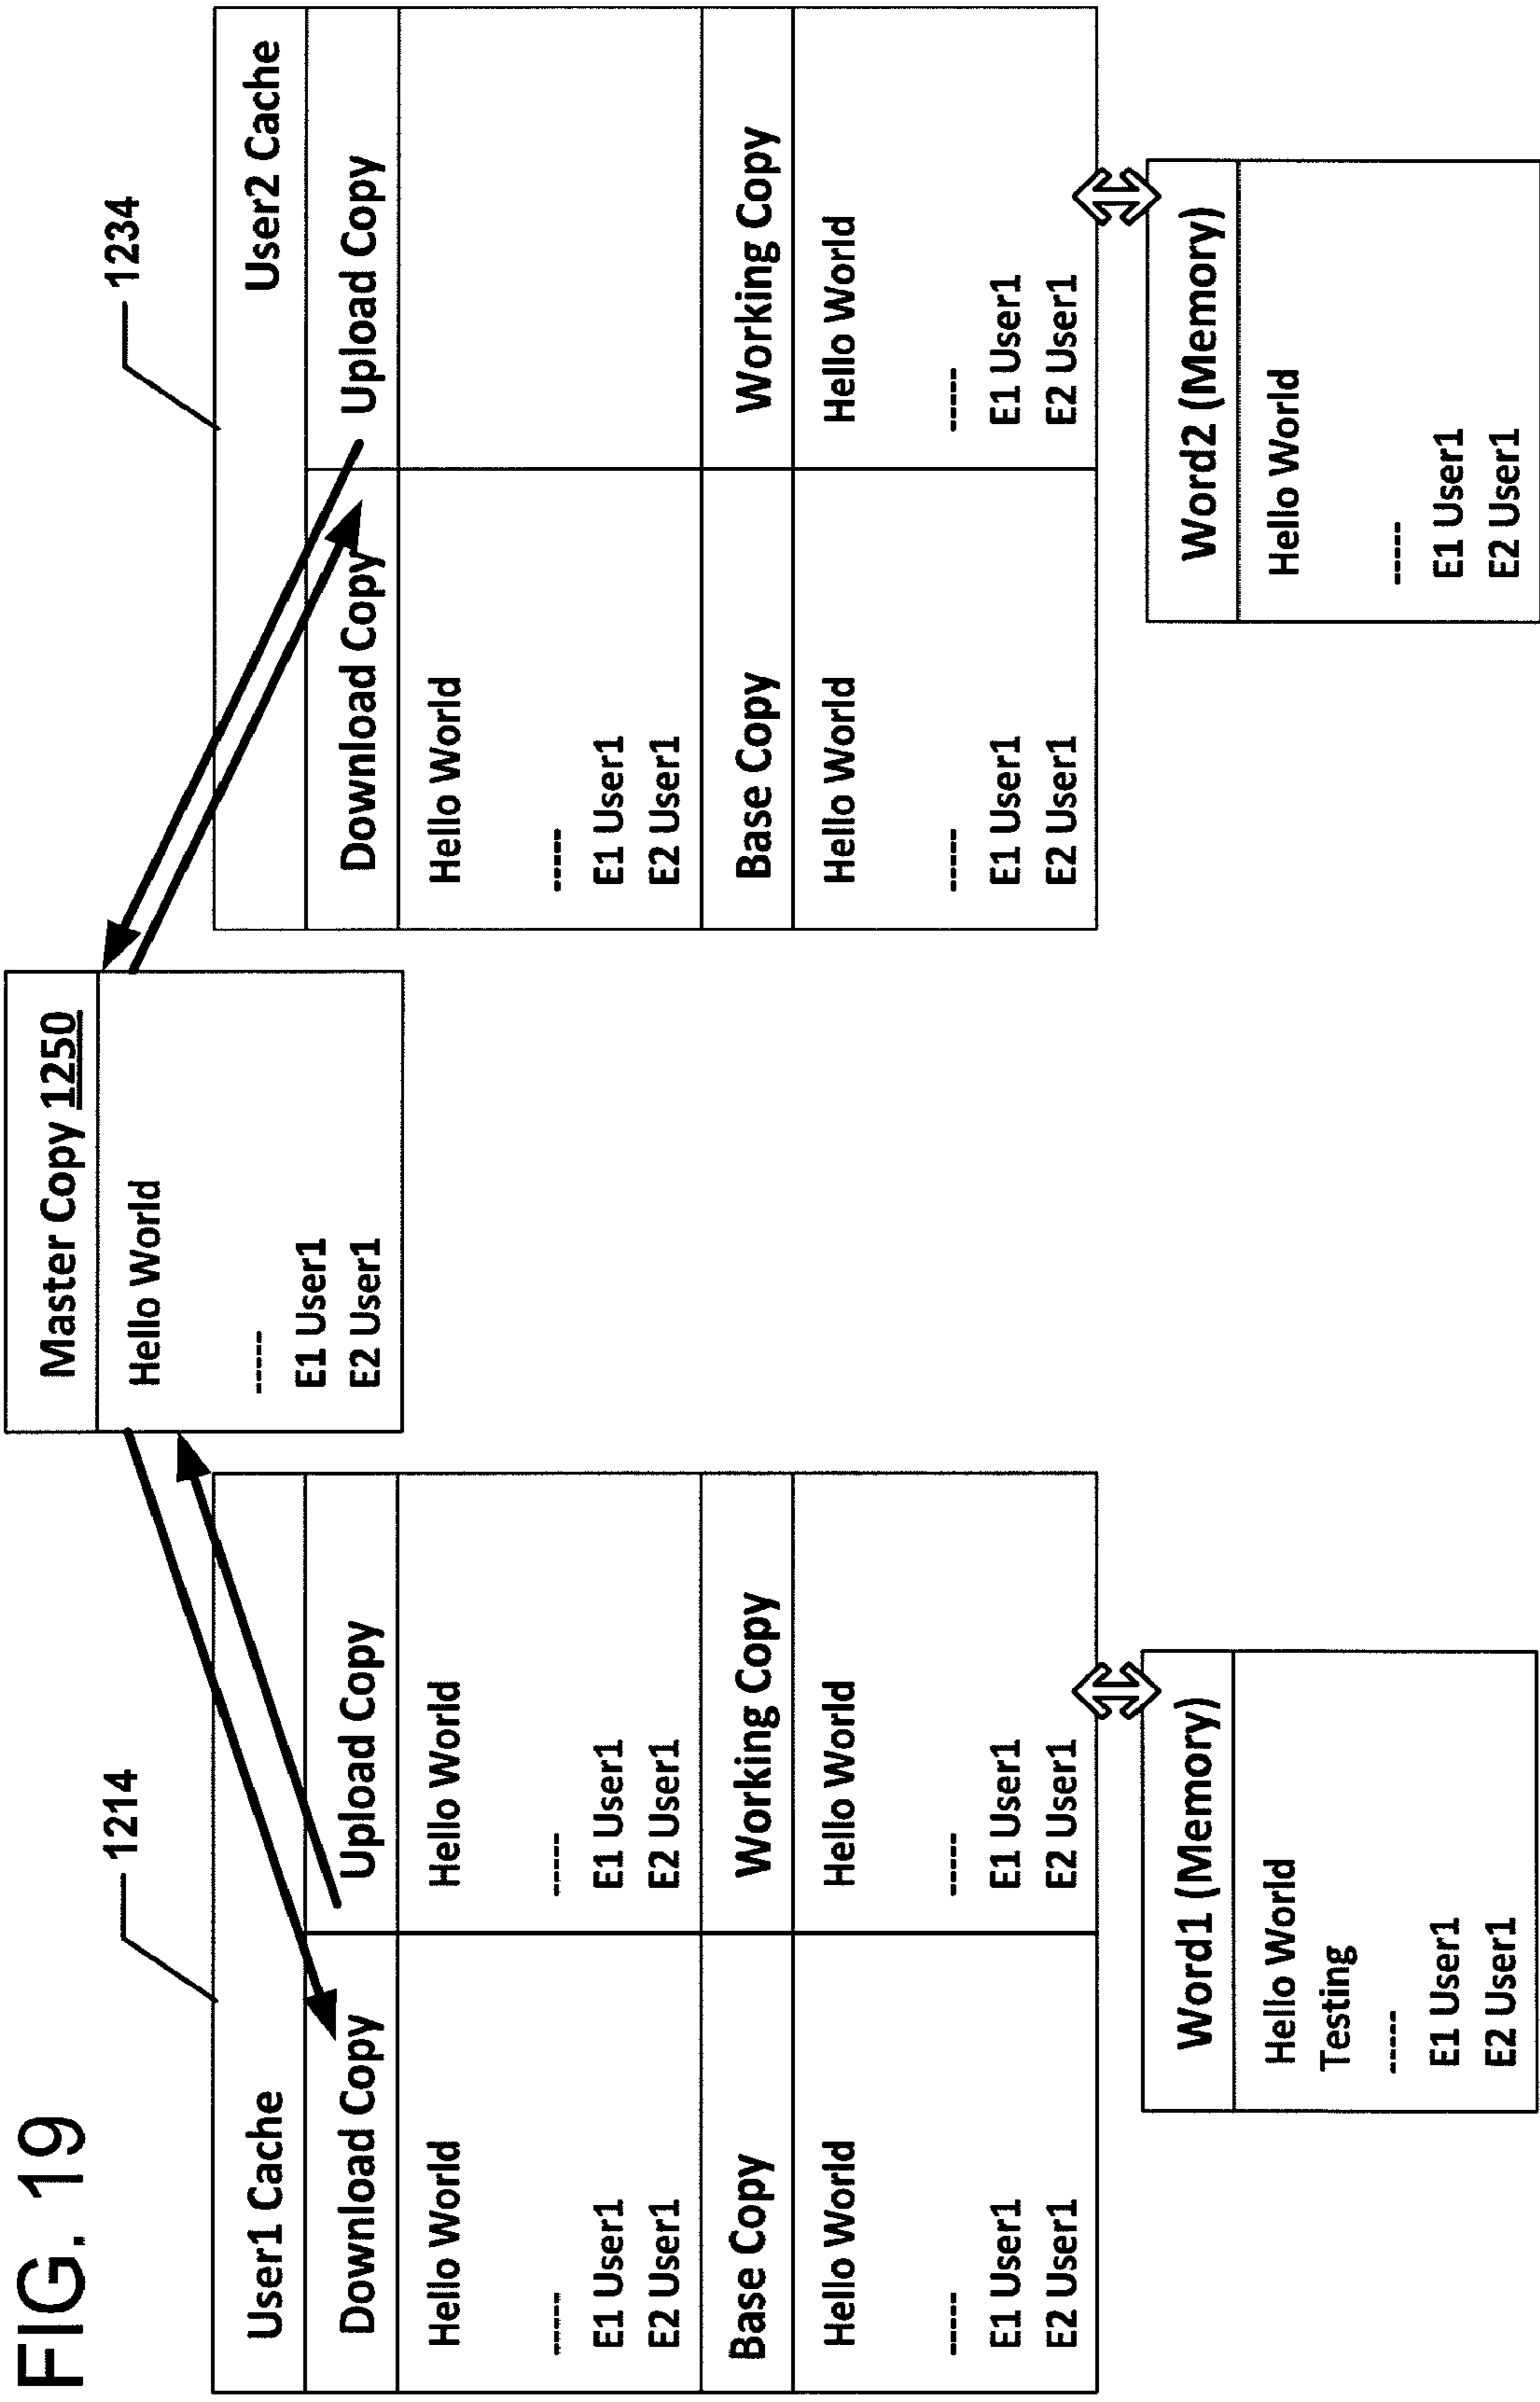 FIG. 19
Master Copy 1250
Hello World
-----
E1 User1
E2 User1
1214
User1 Cache
Download Copy
Hello World
-----
E1 User1
E2 User1
Upload Copy
Hello World
-----
E1 User1
E2 User1
Base Copy
Hello World
-----
E1 User1
E2 User1
Working Copy
Hello World
-----
E1 User1
E2 User1
Word1 (Memory)
Hello World
Testing
-----
E1 User1
E2 User1
1234
User2 Cache
Download Copy
Hello World
-----
E1 User1
E2 User1
Upload Copy
Base Copy
Hello World
-----
E1 User1
E2 User1
Working Copy
Hello World
-----
E1 User1
E2 User1
Word2 (Memory)
Hello World
-----
E1 User1
E2 User1